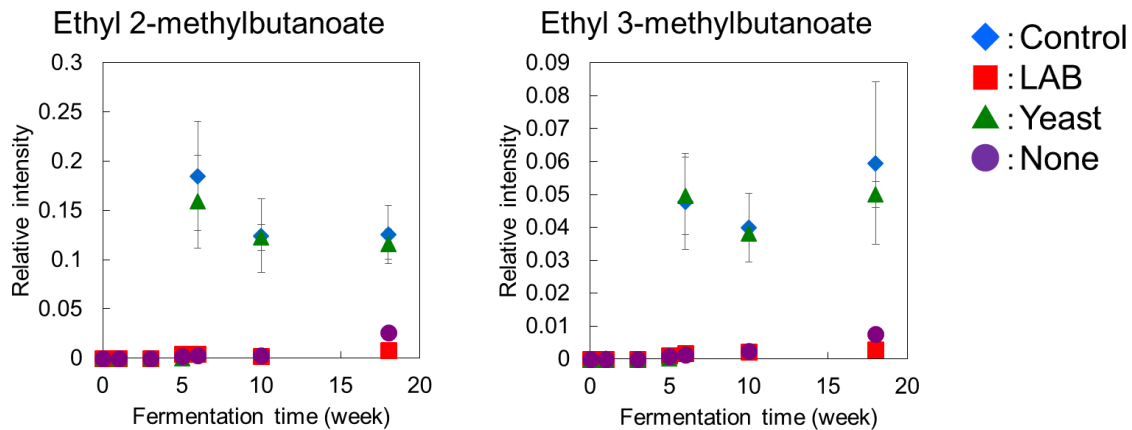 Ethyl 2-methylbutanoate
0.3
0.25
0.2
0.15
0.1
0.05
0
Relative intensity
0
5
10
15
20
Fermentation time (week)
Ethyl 3-methylbutanoate
0.09
0.08
0.07
0.06
0.05
0.04
0.03
0.02
0.01
0
Relative intensity
0
5
10
15
20
Fermentation time (week)
: Control
: LAB
: Yeast
: None